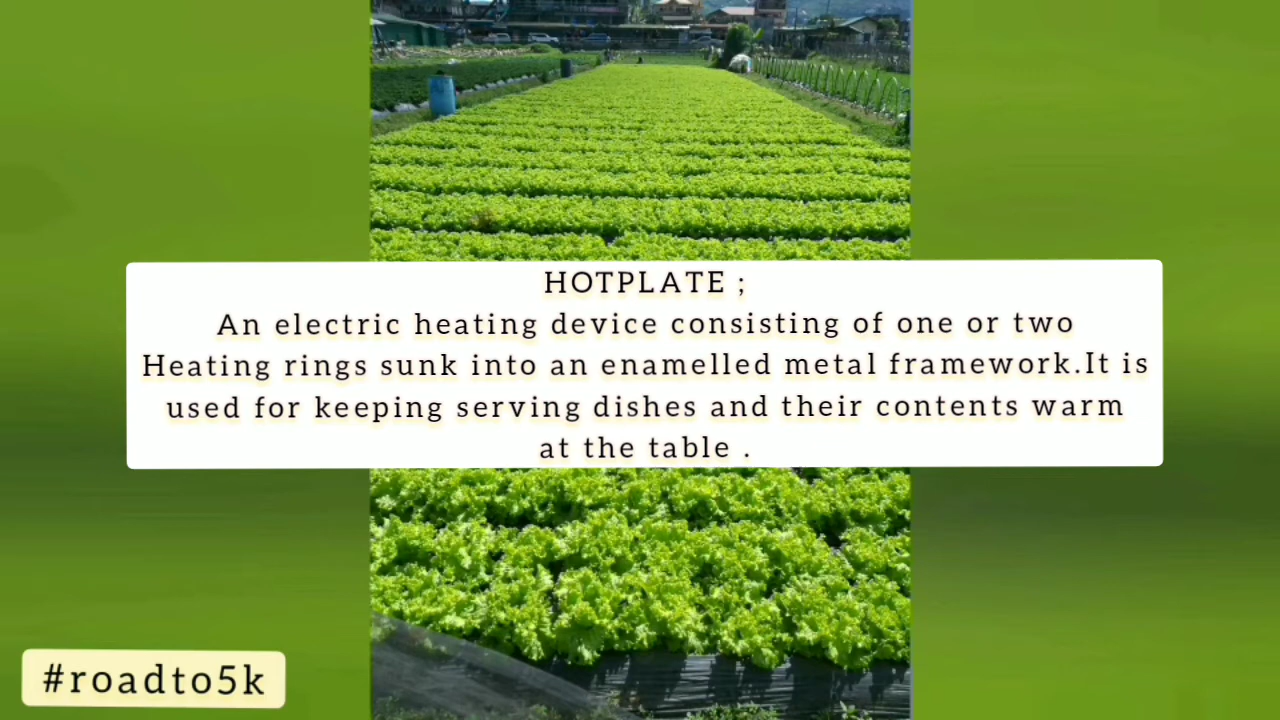 HOTPLATE ;
An electric heating device consisting of one or two
Heating rings sunk into an enamelled metal framework.It is
used for keeping serving dishes and their contents warm
at the table .
#roadto5k